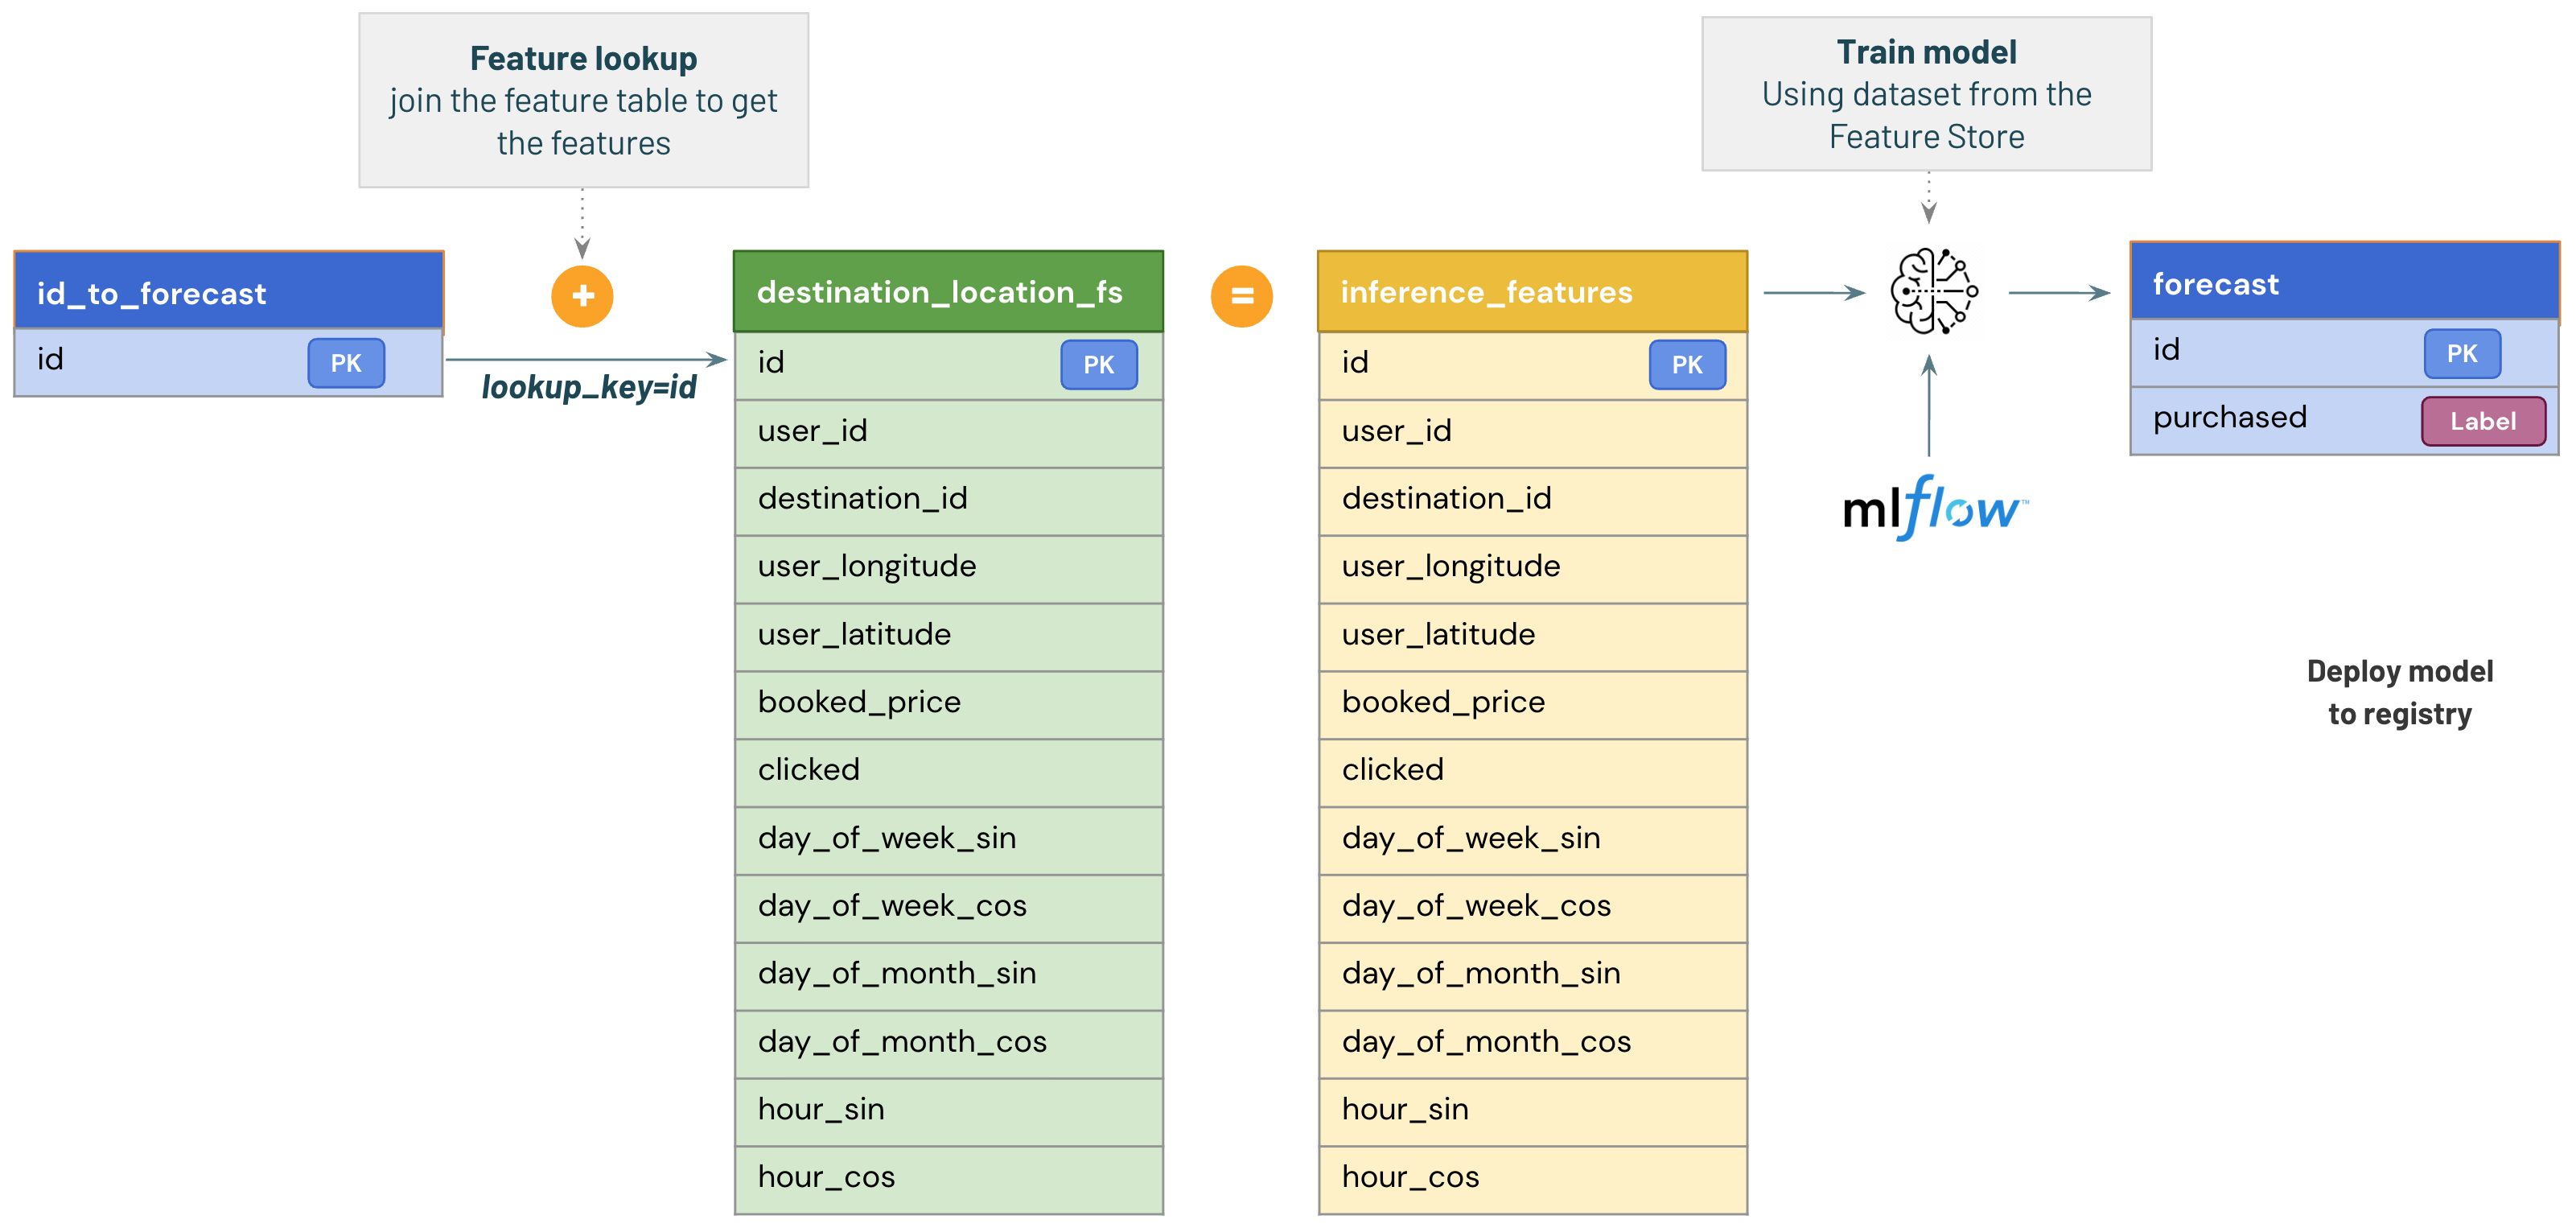 Feature lookup
join the feature table to get
the features
Train model
Using dataset from the
Feature Store
id_to_forecast
id PK
lookup_key=id
+
destination_location_fs
id PK
user_id
destination_id
user_longitude
user_latitude
booked_price
clicked
day_of_week_sin
day_of_week_cos
day_of_month_sin
day_of_month_cos
hour_sin
hour_cos
=
inference_features
id PK
user_id
destination_id
user_longitude
user_latitude
booked_price
clicked
day_of_week_sin
day_of_week_cos
day_of_month_sin
day_of_month_cos
hour_sin
hour_cos
mlflow™
forecast
id PK
purchased Label
Deploy model
to registry